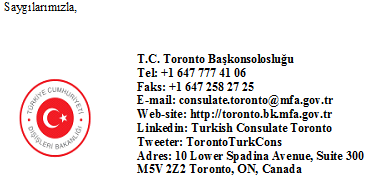 Saygılarımızla,
TÜRKİYE CUMHURİYETİ
DIŞİŞLERİ BAKANLIĞI
T.C. Toronto Başkonsolosluğu
Tel: +1 647 777 41 06
Faks: +1 647 258 27 25
E-mail: consulate.toronto@mfa.gov.tr
Web-site: http://toronto.bk.mfa.gov.tr
Linkedin: Turkish Consulate Toronto
Tweeter: TorontoTurkCons
Adres: 10 Lower Spadina Avenue, Suite 300
M5V 2Z2 Toronto, ON, Canada